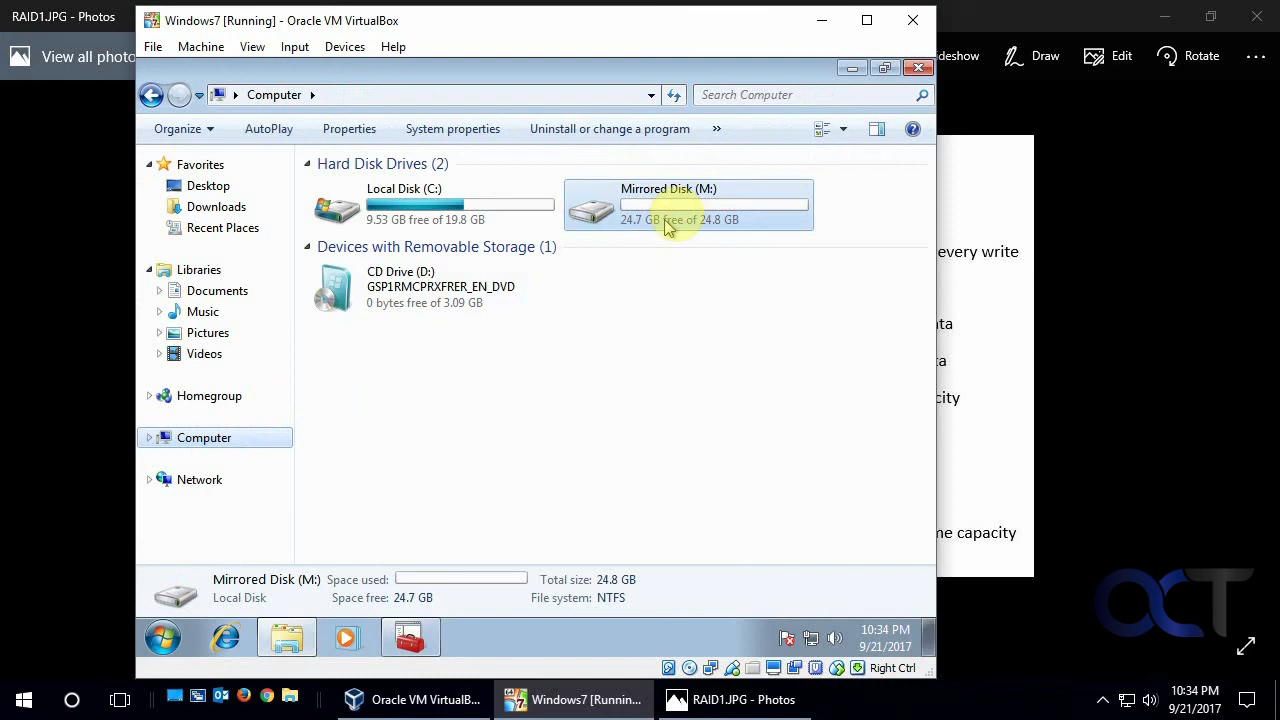 RAID1.JPG - Photos
View all photo
deshow
Draw
Edit
Rotate
Windows7 [Running] - Oracle VM VirtualBox
File Machine View Input Devices Help
Computer
Search Computer
Organize AutoPlay Properties System properties Uninstall or change a program »
Favorites
Desktop
Downloads
Recent Places
Libraries
Documents
Music
Pictures
Videos
Homegroup
Computer
Network
Hard Disk Drives (2)
Local Disk (C:)
9.53 GB free of 19.8 GB
Mirrored Disk (M:)
24.7 GB free of 24.8 GB
Devices with Removable Storage (1)
CD Drive (D:)
GSP1RMCPRXFRER_EN_DVD
0 bytes free of 3.09 GB
every write
ata
ta
city
me capacity
Mirrored Disk (M:) Space used: Total size: 24.8 GB
Local Disk Space free: 24.7 GB File system: NTFS
10:34 PM
9/21/2017
Right Ctrl
OCT
Oracle VM VirtualB...
Windows7 [Runnin...
RAID1.JPG - Photos
10:34 PM
9/21/2017